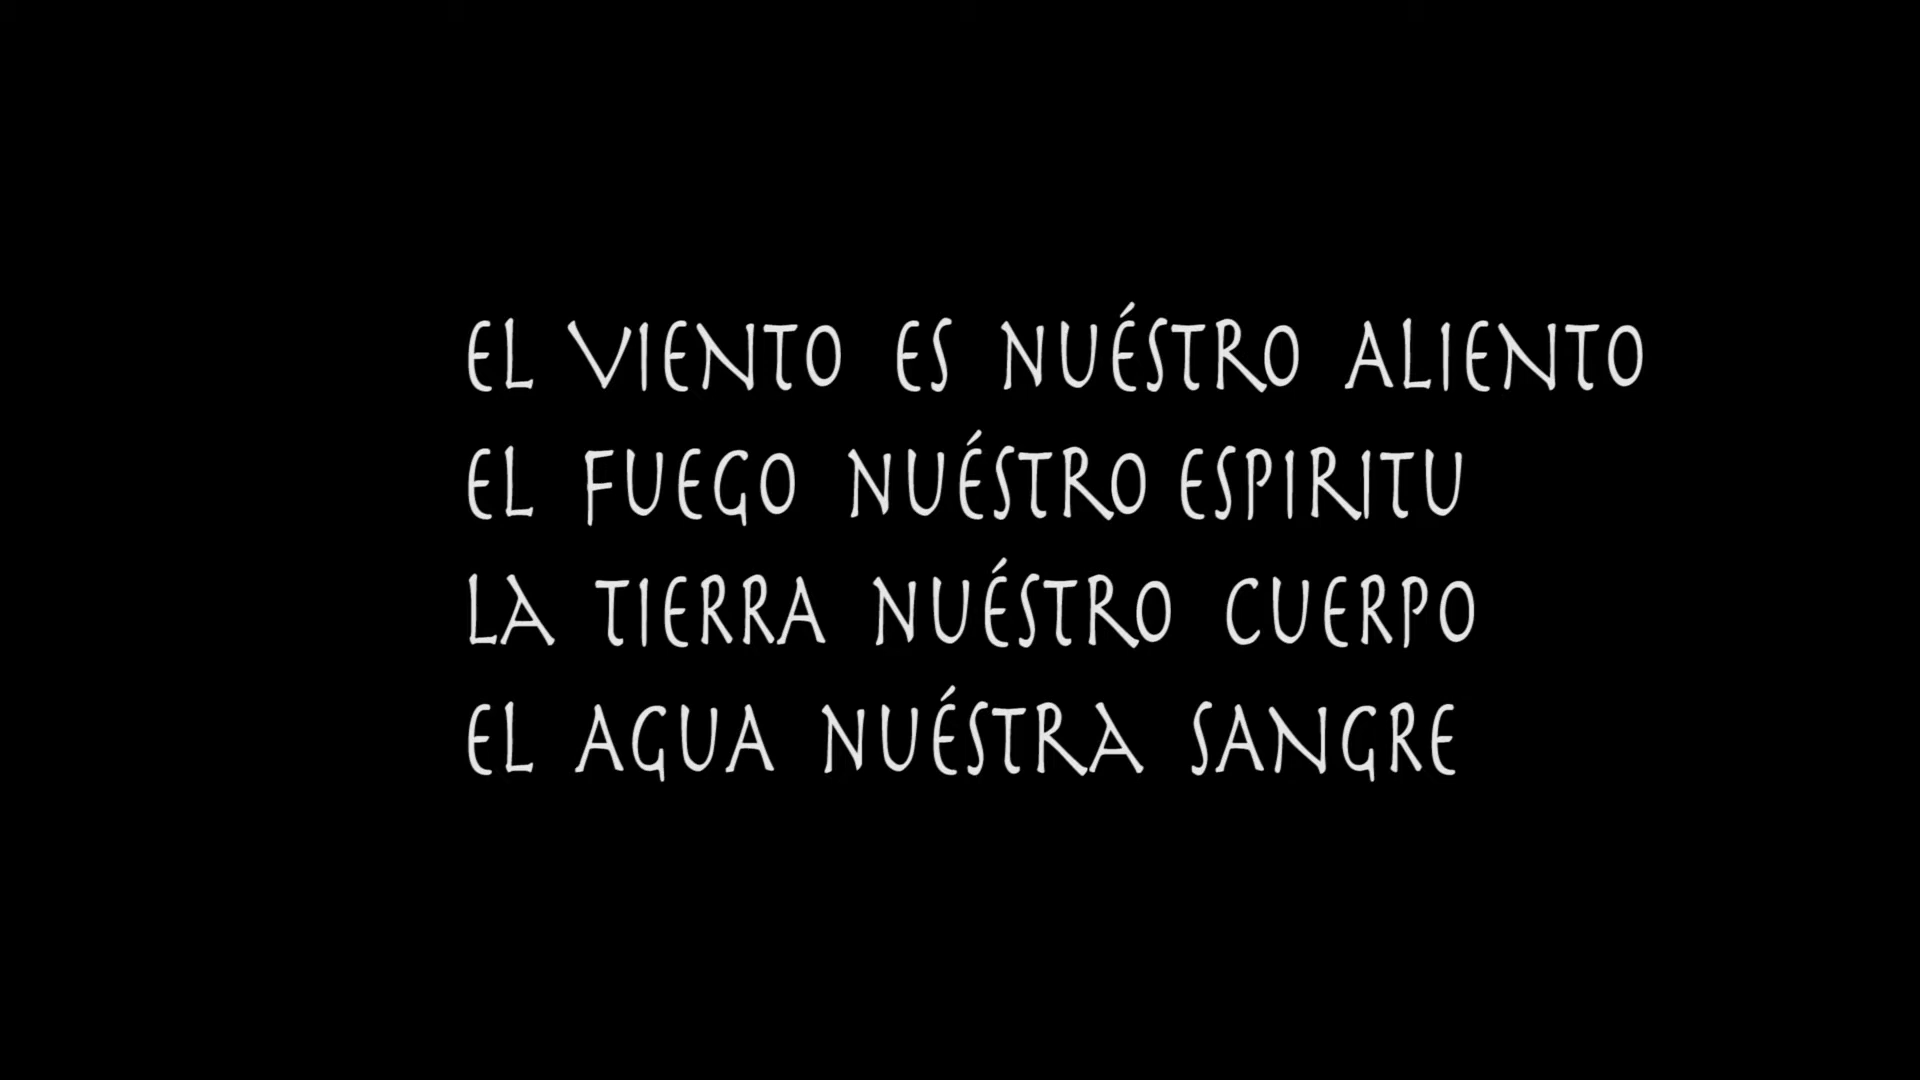 EL VIENTO ES NUÉSTRO ALIENTO
EL FUEGO NUÉSTRO ESPIRITU
LA TIERRA NUÉSTRO CUERPO
EL AGUA NUÉSTRA SANGRE